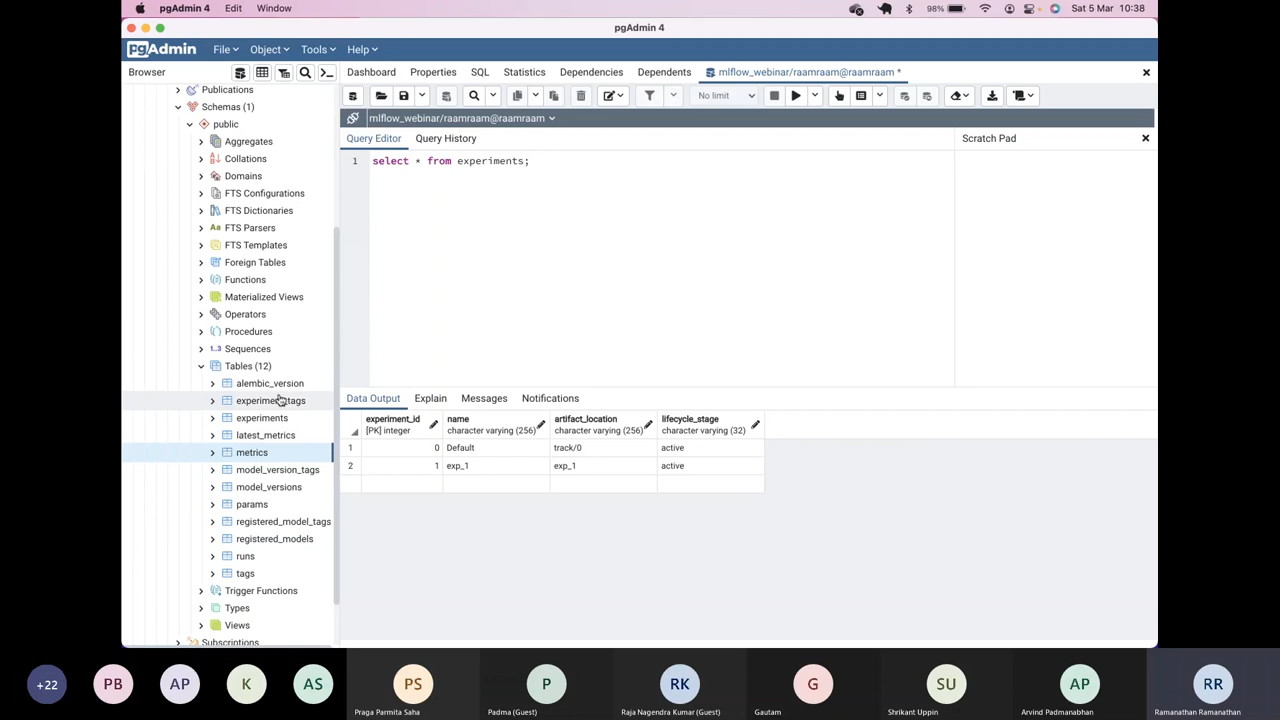 pgAdmin 4 Edit Window 98% Sat 5 Mar 10:38
pgAdmin 4
pgAdmin File Object Tools Help
Browser Dashboard Properties SQL Statistics Dependencies Dependents mlflow_webinar/raamraam@raamraam *
No limit
mlflow_webinar/raamraam@raamraam
Query Editor Query History Scratch Pad
1 select * from experiments;
Publications
Schemas (1)
public
Aggregates
Collations
Domains
FTS Configurations
FTS Dictionaries
Aa FTS Parsers
FTS Templates
Foreign Tables
Functions
Materialized Views
Operators
Procedures
1..3 Sequences
Tables (12)
alembic_version
experiment_tags
experiments
latest_metrics
metrics
model_version_tags
model_versions
params
registered_model_tags
registered_models
runs
tags
Trigger Functions
Types
Views
Subscriptions
Data Output Explain Messages Notifications
experiment_id name artifact_location lifecycle_stage
[PK] integer character varying (256) character varying (256) character varying (32)
1 0 Default track/0 active
2 1 exp_1 exp_1 active
+22 PB AP K AS PS P RK G SU AP RR
Praga Parmita Saha Padma (Guest) Raja Nagendra Kumar (Guest) Gautam Shrikant Uppin Arvind Padmanabhan Ramanathan Ramanathan